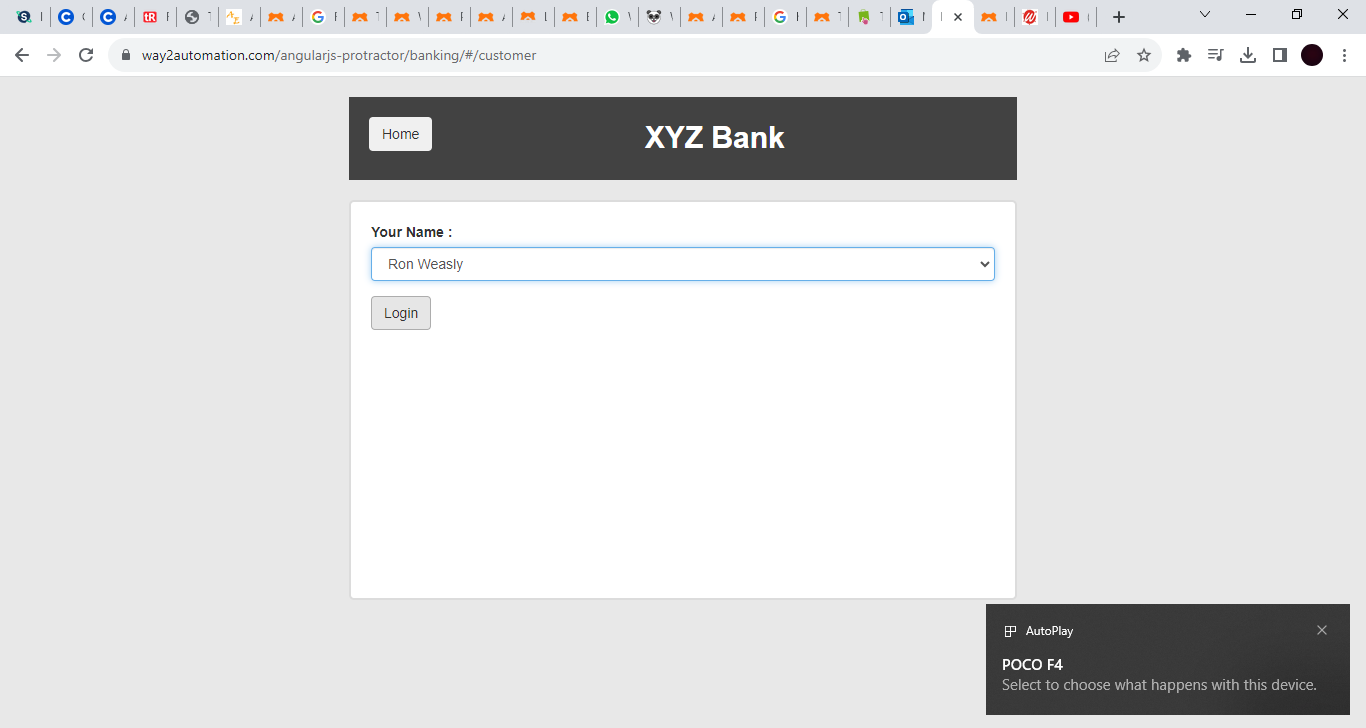 way2automation.com/angularjs-protractor/banking/#/customer
Home
XYZ Bank
Your Name :
Ron Weasly
Login
AutoPlay
POCO F4
Select to choose what happens with this device.